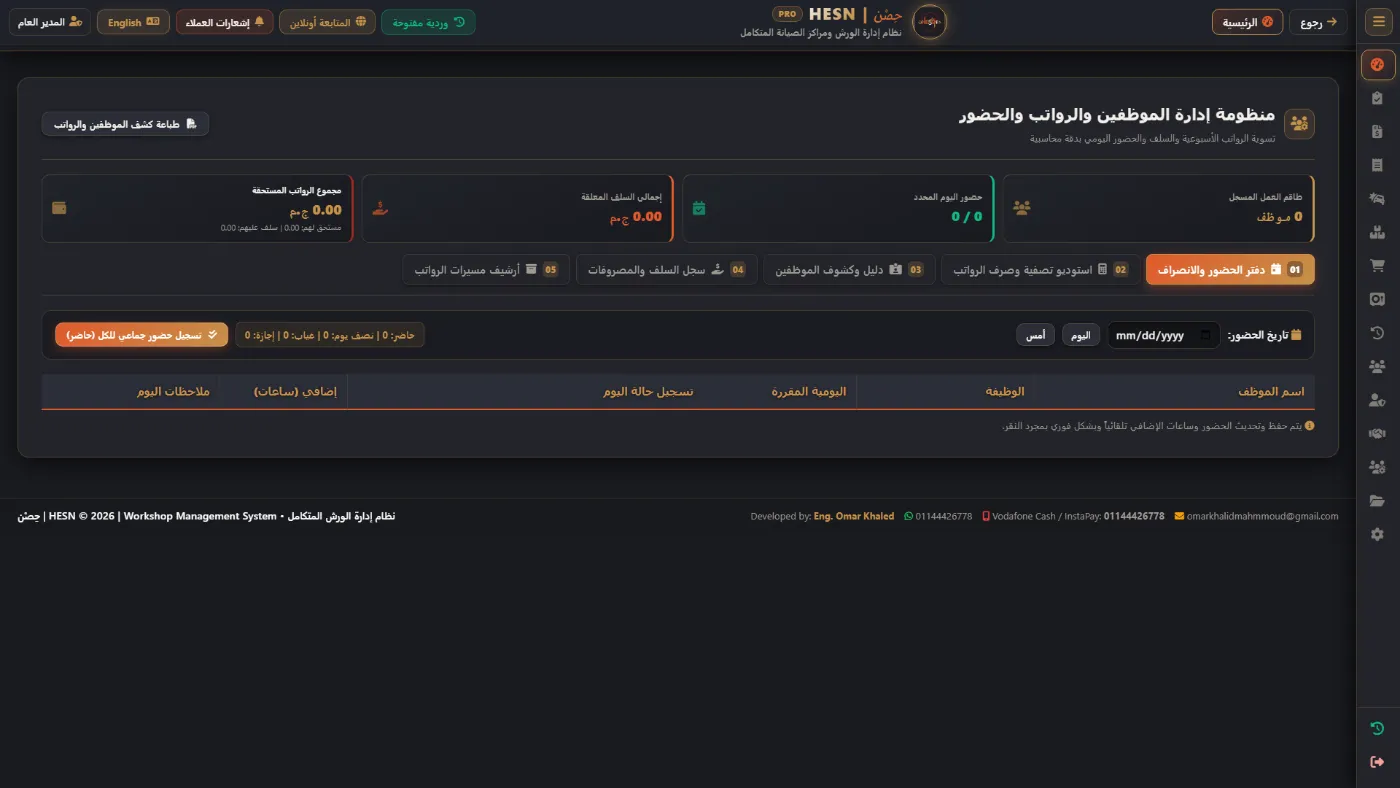 رجوع
الرئيسية
حِصْن | HESN PRO
نظام إدارة الورش ومراكز الصيانة المتكامل
وردية مفتوحة
المتابعة أونلاين
إشعارات العملاء
English
المدير العام
منظومة إدارة الموظفين والرواتب والحضور
تسوية الرواتب الأسبوعية والسلف والحضور اليومي بدقة محاسبية
طباعة كشف الموظفين والرواتب
طاقم العمل المسجل
0 موظف
حضور اليوم المحدد
0 / 0
إجمالي السلف المعلقة
0.00 ج.م
مجموع الرواتب المستحقة
0.00 ج.م
مستحق لهم: 0.00 | سلف عليهم: 0.00
01 دفتر الحضور والانصراف
02 استوديو تصفية وصرف الرواتب
03 دليل وكشوف الموظفين
04 سجل السلف والمصروفات
05 أرشيف مسيرات الرواتب
تاريخ الحضور:
mm/dd/yyyy
اليوم
أمس
حاضر: 0 | نصف يوم: 0 | غياب: 0 | إجازة: 0
تسجيل حضور جماعي للكل (حاضر)
اسم الموظف
الوظيفة
اليومية المقررة
تسجيل حالة اليوم
إضافي (ساعات)
ملاحظات اليوم
يتم حفظ وتحديث الحضور وساعات الإضافي تلقائياً وبشكل فوري بمجرد النقر.
نظام إدارة الورش المتكامل • HESN © 2026 | Workshop Management System | حِصْن
Developed by: Eng. Omar Khaled 01144426778 Vodafone Cash / InstaPay: 01144426778 omarkhalidmahmmoud@gmail.com